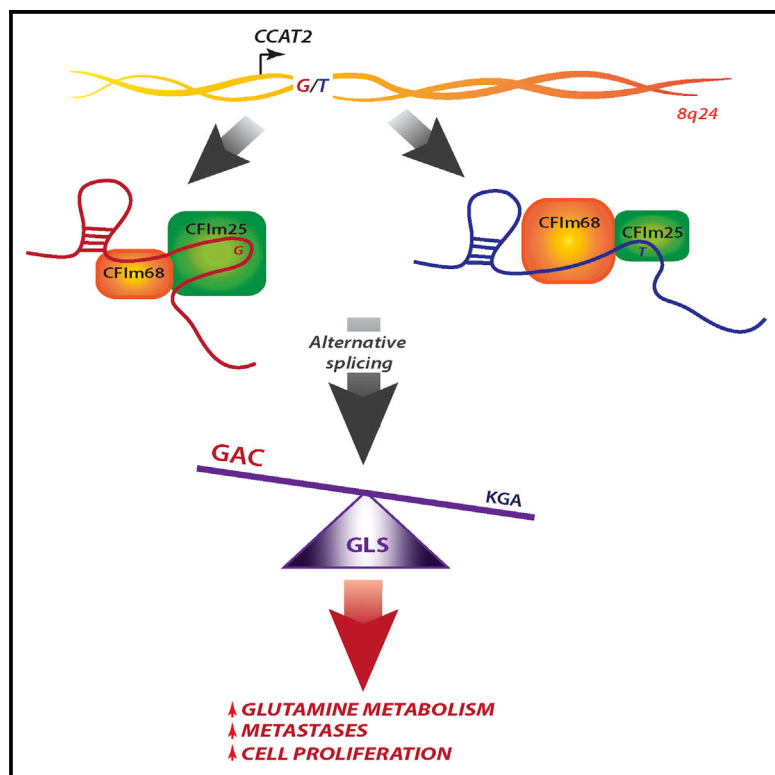 CCAT2
G/T
8q24
CFIm25
G
CFIm68
CFIm68
CFIm25
T
Alternative
splicing
GAC
KGA
GLS
GLUTAMINE METABOLISM
METASTASES
CELL PROLIFERATION